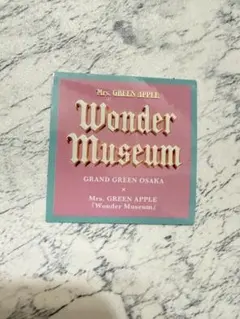 Mrs. GREEN APPLE
Wonder
Museum
GRAND GREEN OSAKA
×
Mrs. GREEN APPLE
『Wonder Museum』